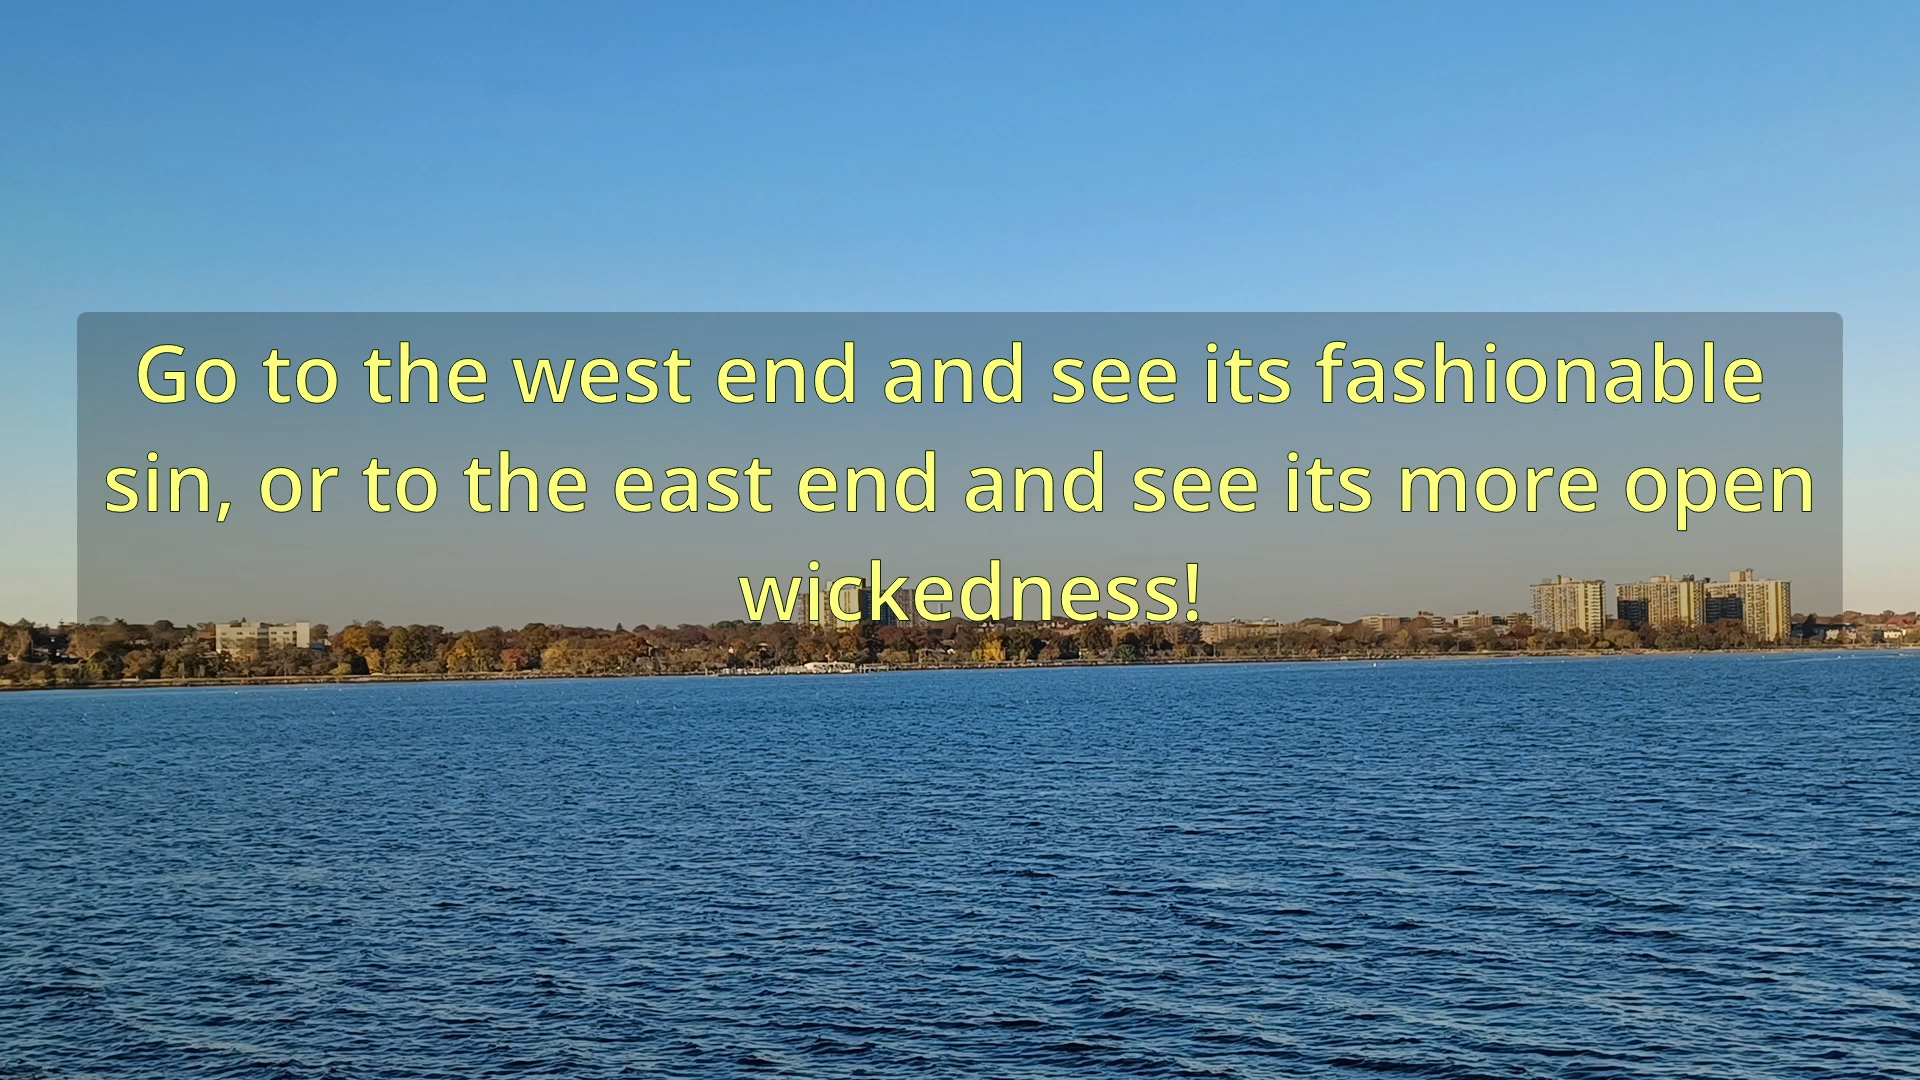 Go to the west end and see its fashionable
sin, or to the east end and see its more open
wickedness!